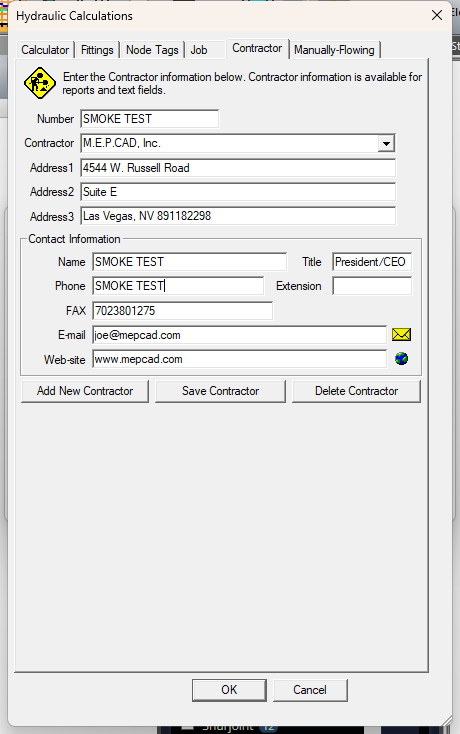 Hydraulic Calculations
Calculator Fittings Node Tags Job Contractor Manually-Flowing
Enter the Contractor information below. Contractor information is available for
reports and text fields.
Number SMOKE TEST
Contractor M.E.P.CAD, Inc.
Address1 4544 W. Russell Road
Address2 Suite E
Address3 Las Vegas, NV 891182298
Contact Information
Name SMOKE TEST Title President/CEO
Phone SMOKE TEST Extension
FAX 7023801275
E-mail joe@mepcad.com
Web-site www.mepcad.com
Add New Contractor Save Contractor Delete Contractor
OK Cancel